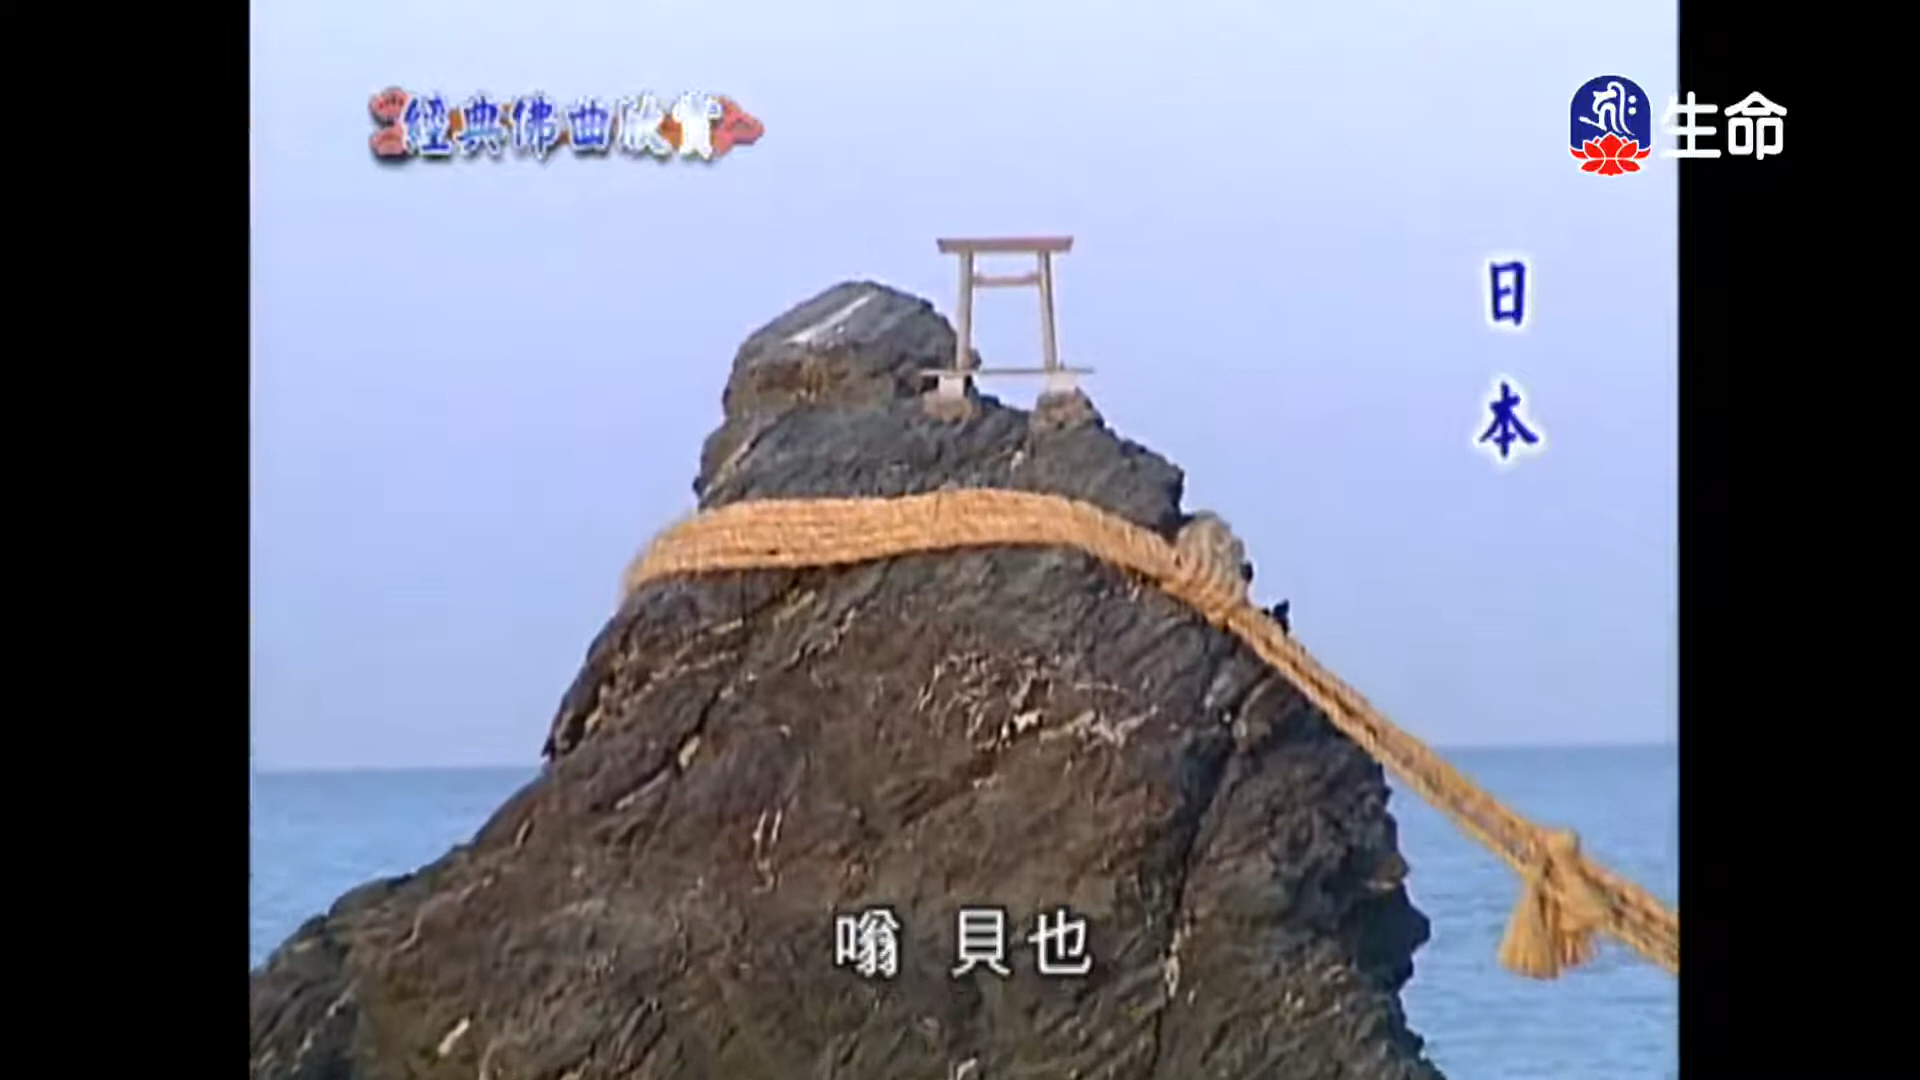 經典佛曲欣賞
生命
日本
嗡 貝也